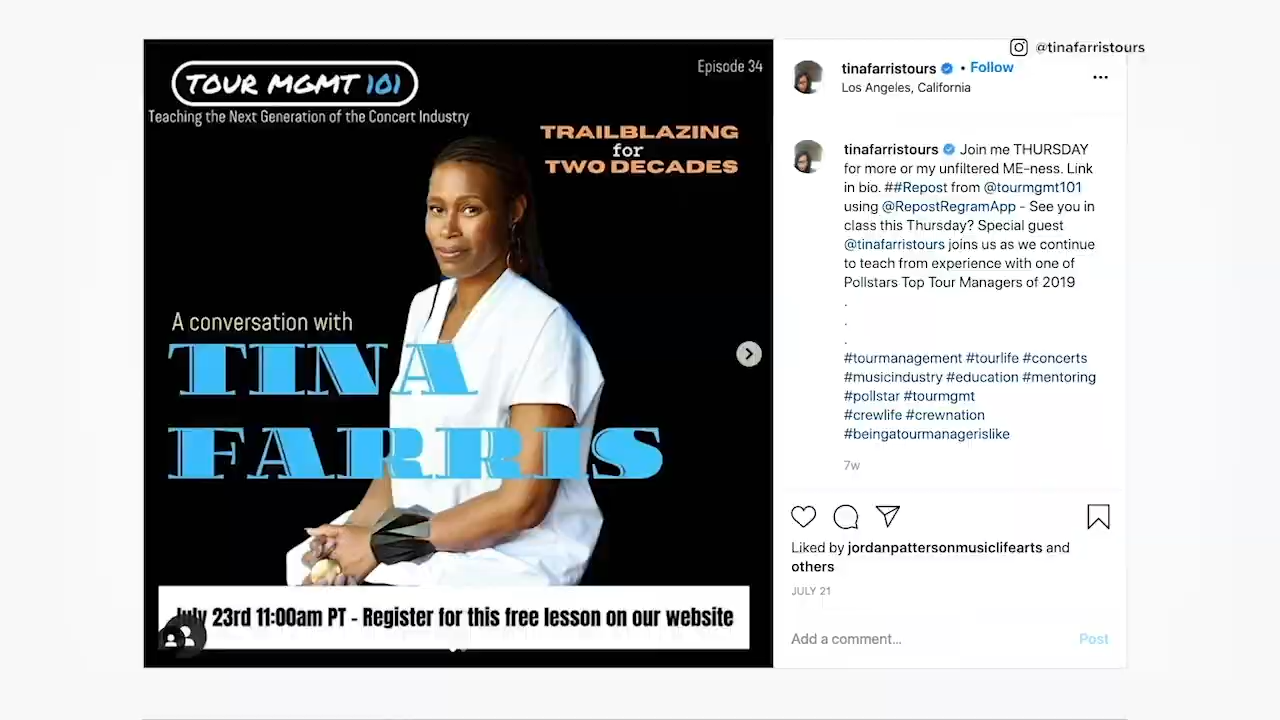 @tinafarristours
TOUR MGMT 101
Episode 34
Teaching the Next Generation of the Concert Industry
TRAILBLAZING
for
TWO DECADES
A conversation with
TINA
FARRIS
July 23rd 11:00am PT - Register for this free lesson on our website
tinafarristours • Follow
Los Angeles, California
tinafarristours Join me THURSDAY
for more or my unfiltered ME-ness. Link
in bio. ##Repost from @tourmgmt101
using @RepostRegramApp - See you in
class this Thursday? Special guest
@tinafarristours joins us as we continue
to teach from experience with one of
Pollstars Top Tour Managers of 2019
.
.
.
#tourmanagement #tourlife #concerts
#musicindustry #education #mentoring
#pollstar #tourmgmt
#crewlife #crewnation
#beingatourmanagerislike
7w
Liked by jordanpattersonmusiclifearts and
others
JULY 21
Add a comment...
Post